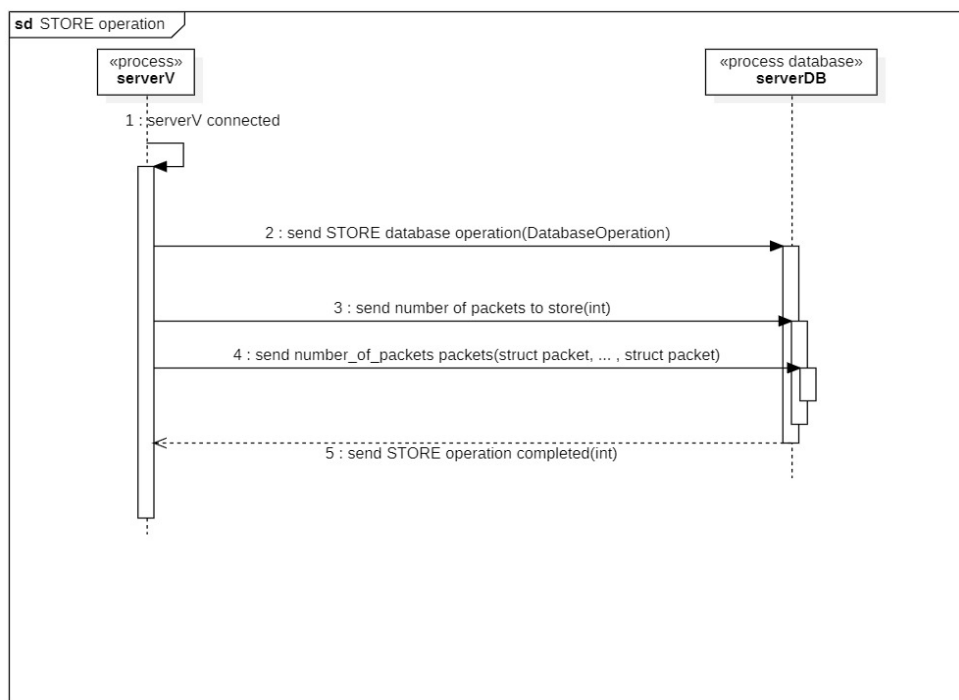 sd STORE operation
«process»
serverV
«process database»
serverDB
1 : serverV connected
2 : send STORE database operation(DatabaseOperation)
3 : send number of packets to store(int)
4 : send number_of_packets packets(struct packet, ... , struct packet)
5 : send STORE operation completed(int)